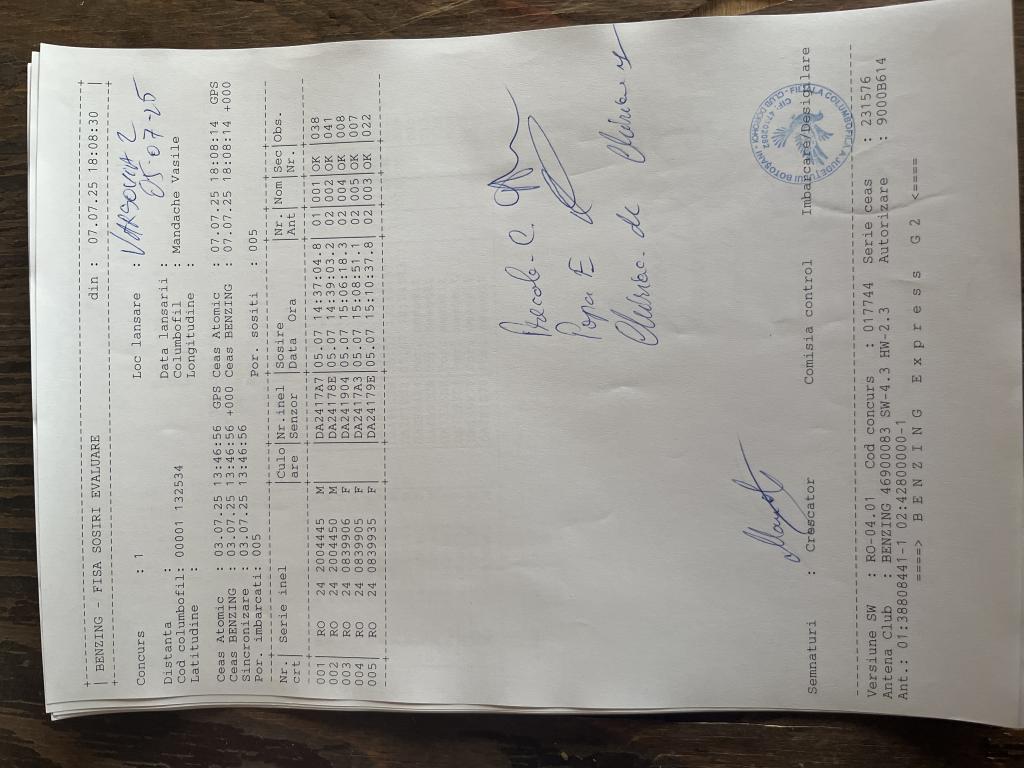 BENZING - FISA SOSIRI EVALUARE din : 07.07.25 18:08:30
Concurs : 1 Loc lansare : VARSOVIA 2
Distanta : Data lansarii : 05-07-25
Cod columbofil: 00001 132534 Columbofil : Mandache Vasile
Latitudine : Longitudine :
Ceas Atomic : 03.07.25 13:46:56 GPS Ceas Atomic : 07.07.25 18:08:14 GPS
Ceas BENZING : 03.07.25 13:46:56 +000 Ceas BENZING : 07.07.25 18:08:14 +000
Sincronizare : 03.07.25 13:46:56
Por. imbarcati: 005 Por. sositi : 005
Nr.| Serie inel |Culo|Nr.inel |Sosire |Nr.|Nom|Sec|obs.
crt| |are |Senzor |Data Ora |Ant| |Nr.|
001| RO 24 2004445 M | |DA2417A7|05.07 14:37:04.8| 01|001|OK |038
002| RO 24 2004450 M | |DA24178E|05.07 14:39:03.2| 02|002|OK |041
003| RO 24 0839906 F | |DA241904|05.07 15:06:18.3| 02|004|OK |008
004| RO 24 0839905 F | |DA2417A3|05.07 15:08:51.1| 02|005|OK |007
005| RO 24 0839935 F | |DA24179E|05.07 15:10:37.8| 02|003|OK |022
C.
Popa E
de
Semnaturi : Crescator Comisia control Imbarcare/Desigilare
Versiune SW : RO-04.01 Cod concurs : 017744 Serie ceas : 231576
Antena Club : BENZING 46900083 SW-4.3 HW-2.3 Autorizare : 9000B614
Ant.: 01:38808441-1 02:42800000-1
====> B E N Z I N G E x p r e s s G 2 <====